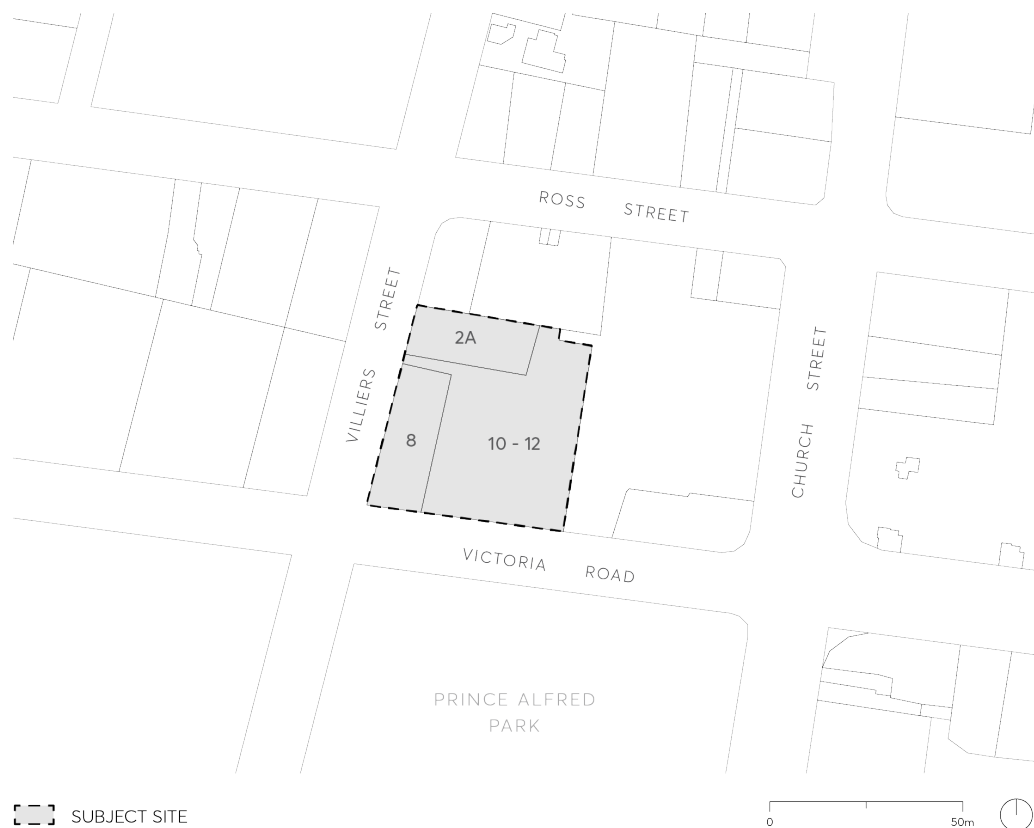 ROSS STREET
VILLIERS STREET
2A
CHURCH STREET
8
10 - 12
VICTORIA ROAD
PRINCE ALFRED
PARK
SUBJECT SITE
0 50m